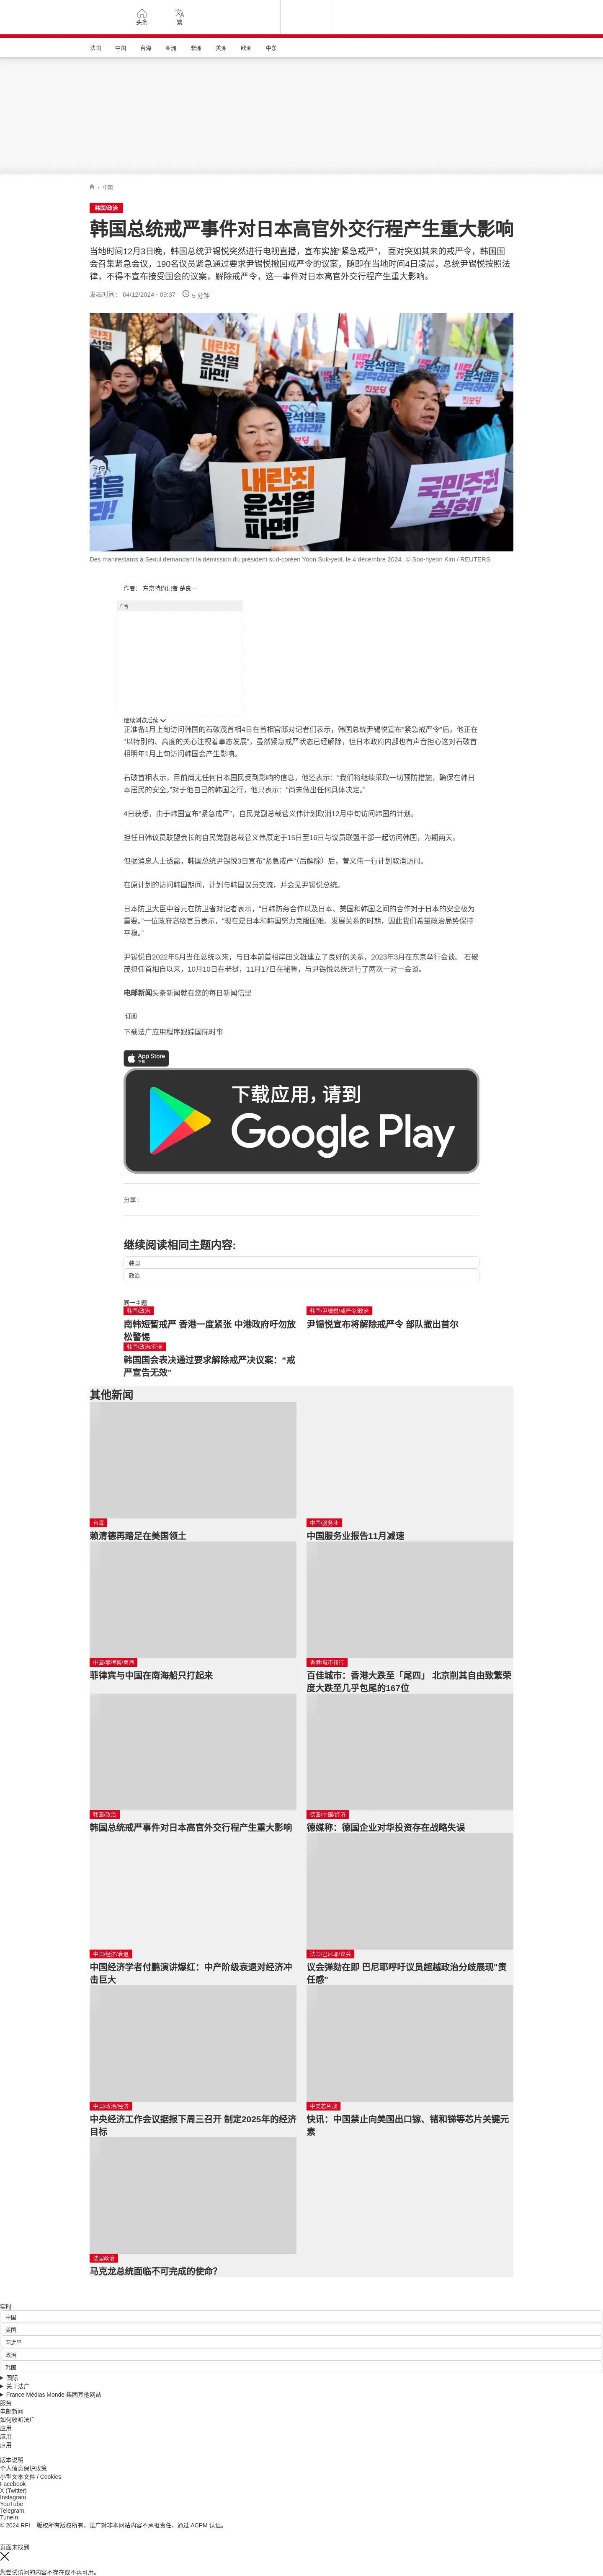 头条
繁
法国
中国
台海
亚洲
非洲
美洲
欧洲
中东
/ 中国
韩国/政治
韩国总统戒严事件对日本高官外交行程产生重大影响
当地时间12月3日晚，韩国总统尹锡悦突然进行电视直播，宣布实施“紧急戒严”， 面对突如其来的戒严令，韩国国
会召集紧急会议，190名议员紧急通过要求尹锡悦撤回戒严令的议案，随即在当地时间4日凌晨，总统尹锡悦按照法
律，不得不宣布接受国会的议案，解除戒严令，这一事件对日本高官外交行程产生重大影响。
发表时间： 04/12/2024 - 09:37
5 分钟
내란죄
윤석열
파면!
내란죄
윤석열
파면!
국민주권
실현
진보당
Des manifestants à Séoul demandant la démission du président sud-coréen Yoon Suk-yeol, le 4 décembre 2024. © Soo-hyeon Kim / REUTERS
作者： 东京特约记者 楚良一
广告
继续浏览后续
正准备1月上旬访问韩国的石破茂首相4日在首相官邸对记者们表示，韩国总统尹锡悦宣布“紧急戒严令”后，他正在
“以特别的、高度的关心注视着事态发展”，虽然紧急戒严状态已经解除，但日本政府内部也有声音担心这对石破首
相明年1月上旬访问韩国会产生影响。
石破首相表示，目前尚无任何日本国民受到影响的信息，他还表示：“我们将继续采取一切预防措施，确保在韩日
本居民的安全。”对于他自己的韩国之行，他只表示：“尚未做出任何具体决定。”
4日获悉，由于韩国宣布“紧急戒严”，自民党副总裁菅义伟计划取消12月中旬访问韩国的计划。
担任日韩议员联盟会长的自民党副总裁菅义伟原定于15日至16日与议员联盟干部一起访问韩国，为期两天。
但据消息人士透露，韩国总统尹锡悦3日宣布“紧急戒严”（后解除）后，菅义伟一行计划取消访问。
在原计划的访问韩国期间，计划与韩国议员交流，并会见尹锡悦总统。
日本防卫大臣中谷元在防卫省对记者表示，“日韩防务合作以及日本、美国和韩国之间的合作对于日本的安全极为
重要。”一位政府高级官员表示，“现在是日本和韩国努力克服困难、发展关系的时期，因此我们希望政治局势保持
平稳。”
尹锡悦自2022年5月当任总统以来，与日本前首相岸田文雄建立了良好的关系，2023年3月在东京举行会谈。 石破
茂担任首相自以来，10月10日在老挝，11月17日在秘鲁，与尹锡悦总统进行了两次一对一会谈。
电邮新闻头条新闻就在您的每日新闻信里
订阅
下载法广应用程序跟踪国际时事
App Store
下载
下载应用，请到
Google Play
分享 :
继续阅读相同主题内容:
韩国
政治
同一主题
韩国/政治
南韩短暂戒严 香港一度紧张 中港政府吁勿放
松警惕
韩国/尹锡悦/戒严令/政治
尹锡悦宣布将解除戒严令 部队撤出首尔
韩国/政治/亚洲
韩国国会表决通过要求解除戒严决议案：“戒
严宣告无效”
其他新闻
台湾
赖清德再踏足在美国领土
中国/服务业
中国服务业报告11月减速
中国/菲律宾/南海
菲律宾与中国在南海船只打起来
香港/城市排行
百佳城市：香港大跌至「尾四」 北京削其自由致繁荣
度大跌至几乎包尾的167位
韩国/政治
韩国总统戒严事件对日本高官外交行程产生重大影响
德国/中国/经济
德媒称：德国企业对华投资存在战略失误
中国/经济/衰退
中国经济学者付鹏演讲爆红：中产阶级衰退对经济冲
击巨大
法国/巴尼耶/议会
议会弹劾在即 巴尼耶呼吁议员超越政治分歧展现"责
任感"
中国/政治/经济
中央经济工作会议据报下周三召开 制定2025年的经济
目标
中美芯片战
快讯：中国禁止向美国出口镓、锗和锑等芯片关键元
素
法国政治
马克龙总统面临不可完成的使命?
实时
中国
美国
习近平
政治
韩国
国际
关于法广
France Médias Monde 集团其他网站
服务
电邮新闻
如何收听法广
应用
应用
应用
版本说明
个人信息保护政策
小型文本文件 / Cookies
Facebook
X (Twitter)
Instagram
YouTube
Telegram
TuneIn
© 2024 RFI – 版权所有版权所有。法广对非本网站内容不承担责任。通过 ACPM 认证。
页面未找到
您尝试访问的内容不存在或不再可用。